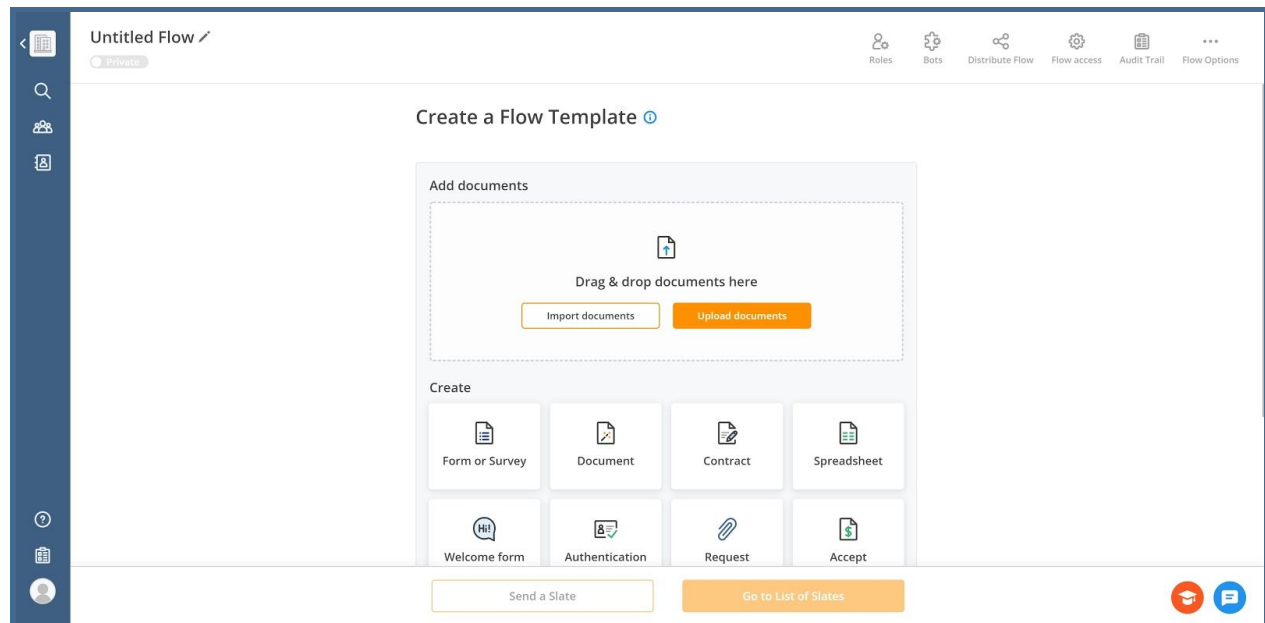 Untitled Flow
Private
Roles
Bots
Distribute Flow
Flow access
Audit Trail
Flow Options
Create a Flow Template
Add documents
Drag & drop documents here
Import documents
Upload documents
Create
Form or Survey
Document
Contract
Spreadsheet
Hi!
Welcome form
Authentication
Request
Accept
Send a Slate
Go to List of Slates